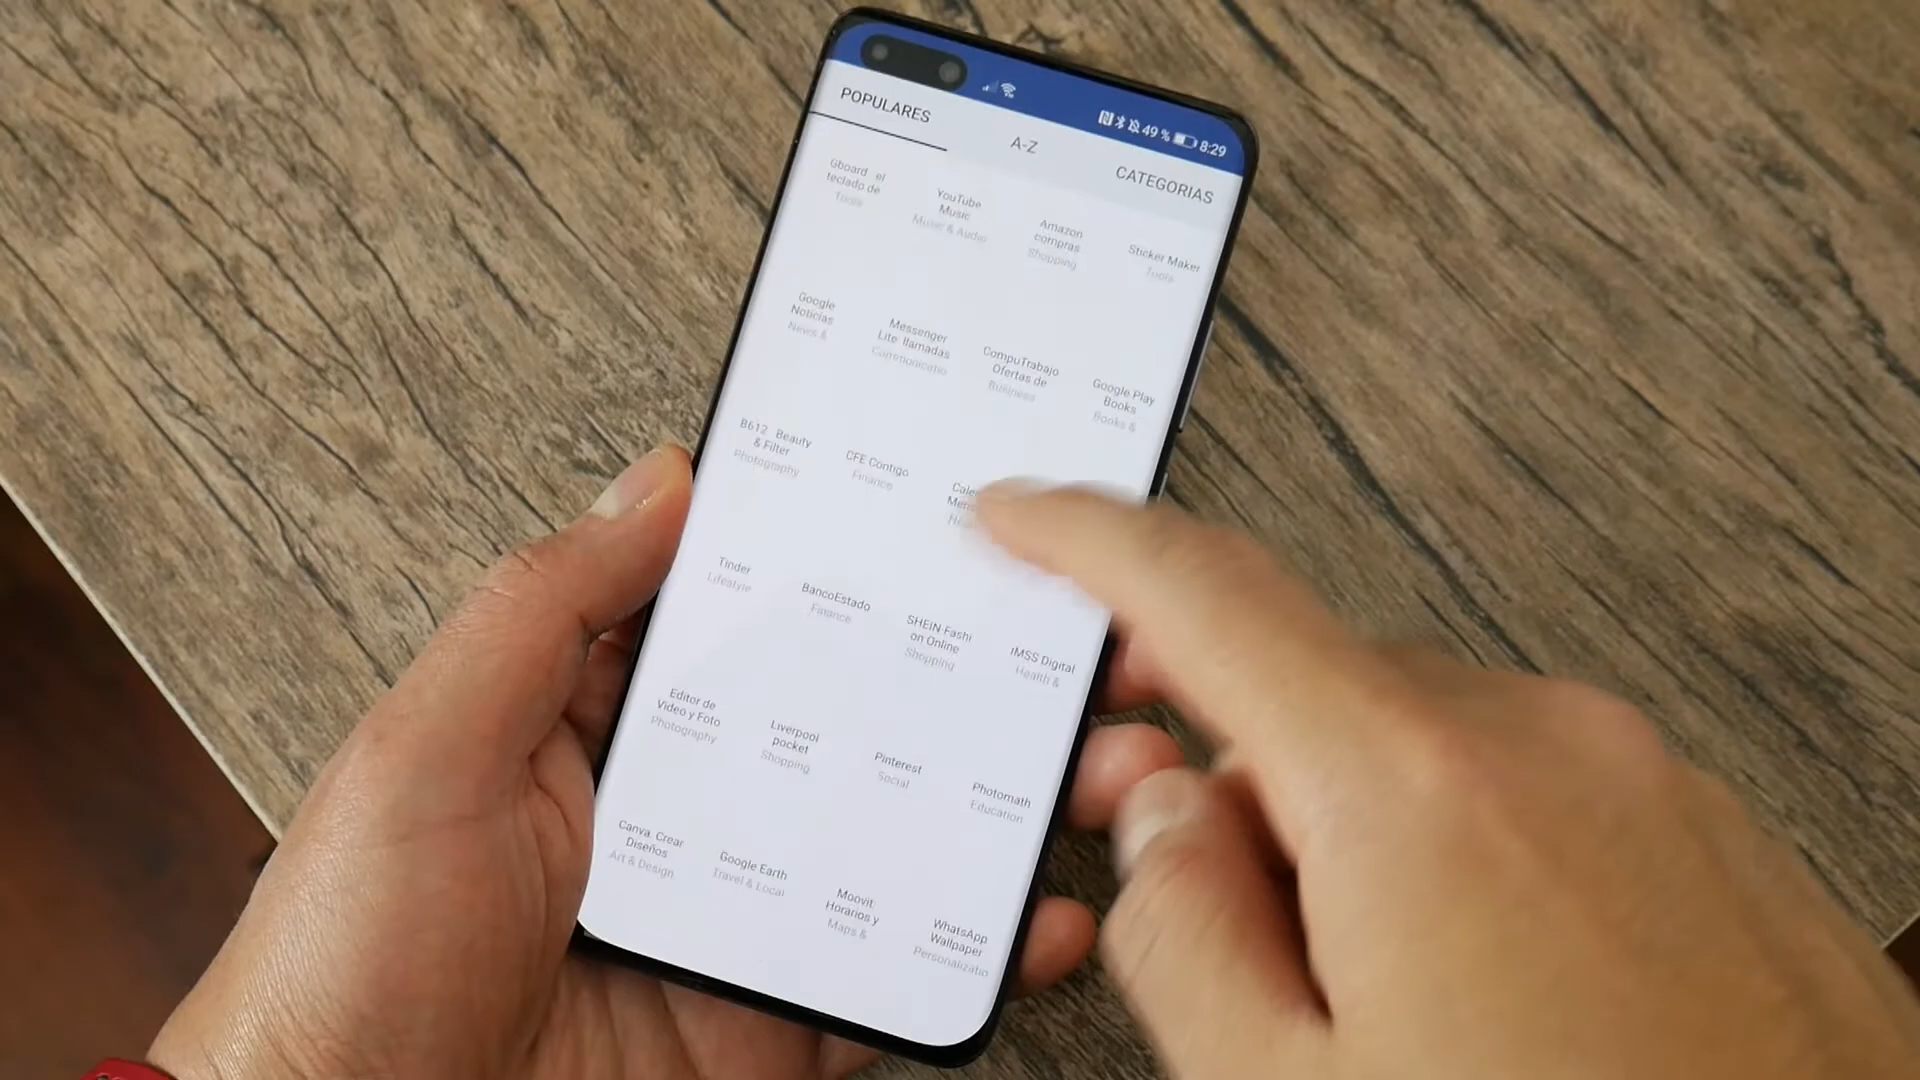 49 % 8:29
POPULARES A-Z CATEGORIAS
Gboard el
teclado de
Tools
YouTube
Music
Music & Audio
Amazon
compras
Shopping
Sticker Maker
Tools
Google
Noticias
News &
Messenger
Lite llamadas
Communicatio
CompuTrabajo
Ofertas de
Business
Google Play
Books
Books &
B612 Beauty
& Filter
Photography
CFE Contigo
Finance
Tinder
Lifestyle
BancoEstado
Finance
SHEIN-Fashi
on Online
Shopping
IMSS Digital
Health &
Editor de
Video y Foto
Photography
Liverpool
pocket
Shopping
Pinterest
Social
Photomath
Education
Canva. Crear
Diseños
Art & Design
Google Earth
Travel & Local
Moovit
Horarios y
Maps &
WhatsApp
Wallpaper
Personalizatio